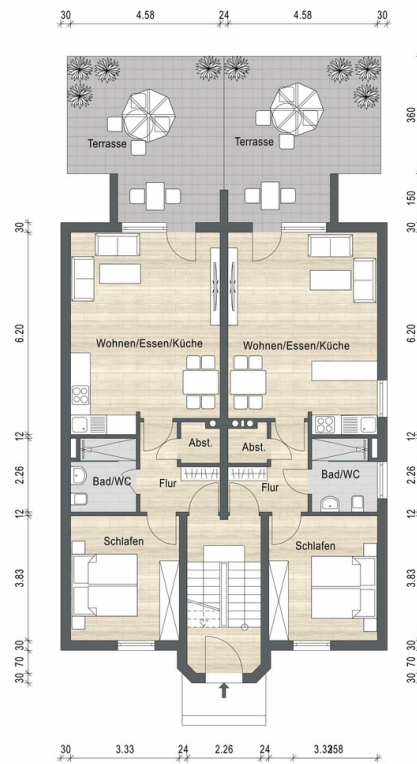 30 4.58 24 4.58 30
Terrasse Terrasse
360
150
30 30
6.20 6.20
Wohnen/Essen/Küche Wohnen/Essen/Küche
12 12
Abst. Abst.
2.26 2.26
Bad/WC Flur Flur Bad/WC
12 12
Schlafen Schlafen
3.83 3.83
30 30
70 70
30 30
30 3.33 24 2.26 24